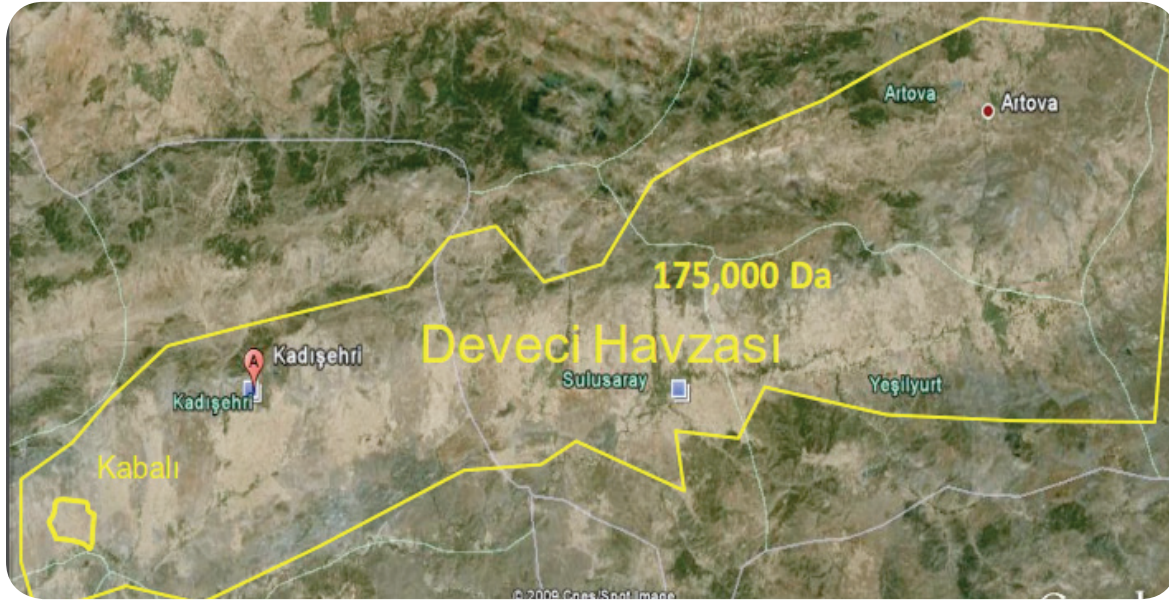 Artova
Artova
175,000 Da
Deveci Havzası
A
Kadışehri
Sulusaray
Yeşilyurt
Kadışehri
Kabalı
© 2009 Cnes/Spot Image